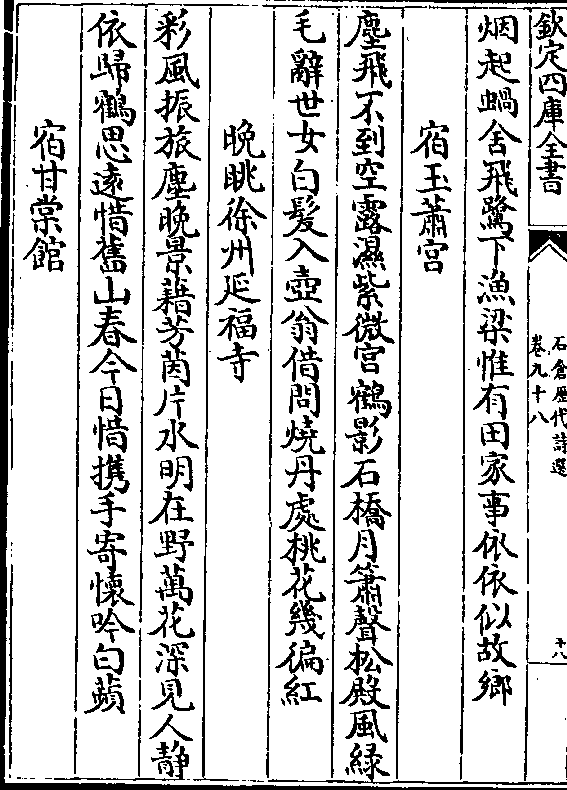 欽定四庫全書
石倉歷代詩選
卷九十八
十八
烟起蝸舍飛鷺下漁梁惟有田家事依依似故鄉
宿玉蕭宮
塵飛不到空露濕紫微宮鶴影石橋月簫聲松殿風緑
毛辭世女白髮入壺翁借問燒丹處桃花幾徧紅
晚眺徐州延福寺
彩風振旅塵晚景藉芳茵片水明在野萬花深見人静
依歸鶴思遠惜舊山春今日惜攜手寄懷吟白蘋
宿甘棠館